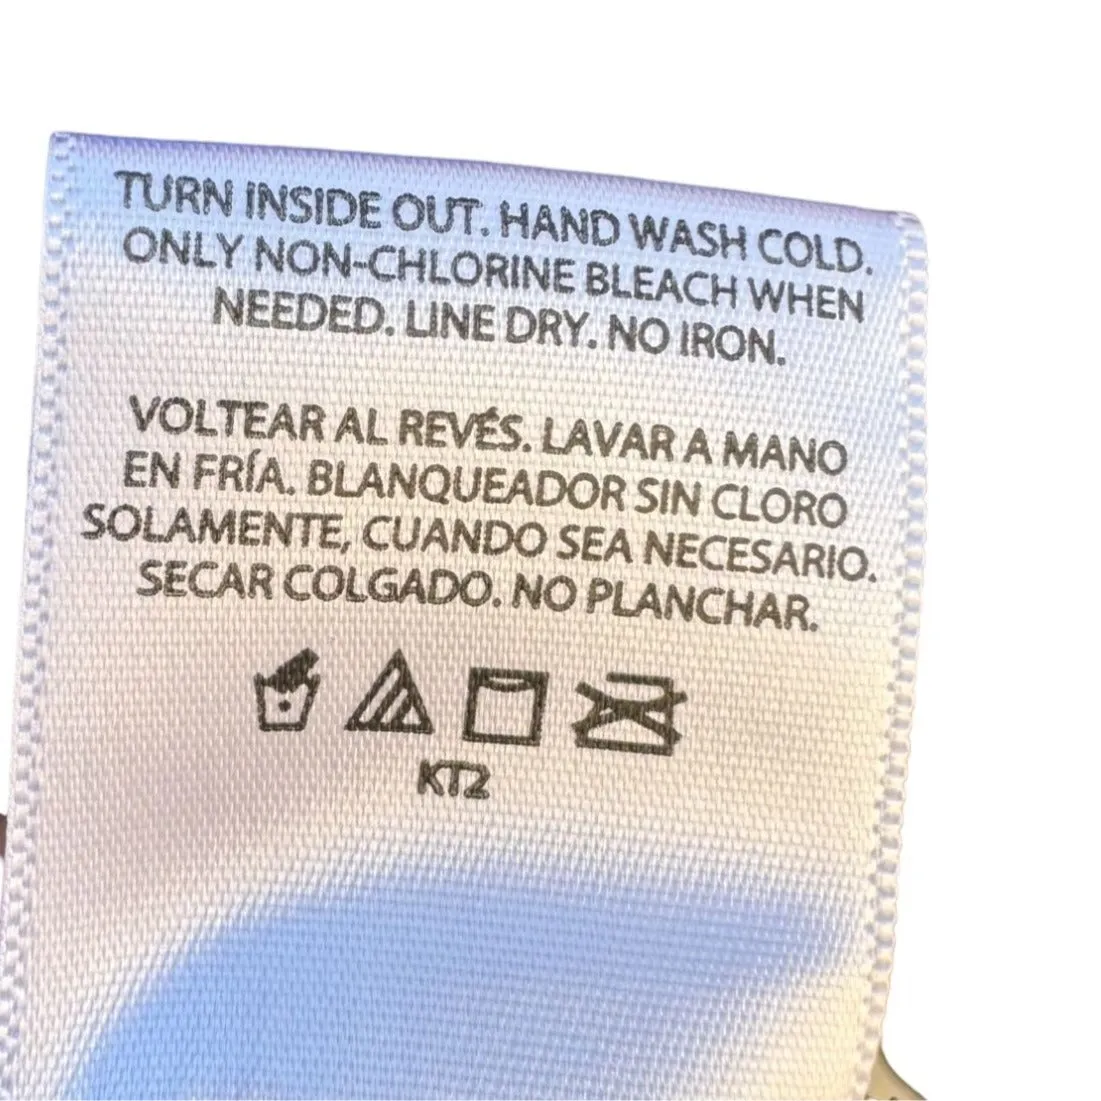 TURN INSIDE OUT. HAND WASH COLD.
ONLY NON-CHLORINE BLEACH WHEN
NEEDED. LINE DRY. NO IRON.
VOLTEAR AL REVÉS. LAVAR A MANO
EN FRÍA. BLANQUEADOR SIN CLORO
SOLAMENTE, CUANDO SEA NECESARIO.
SECAR COLGADO. NO PLANCHAR.
KT2